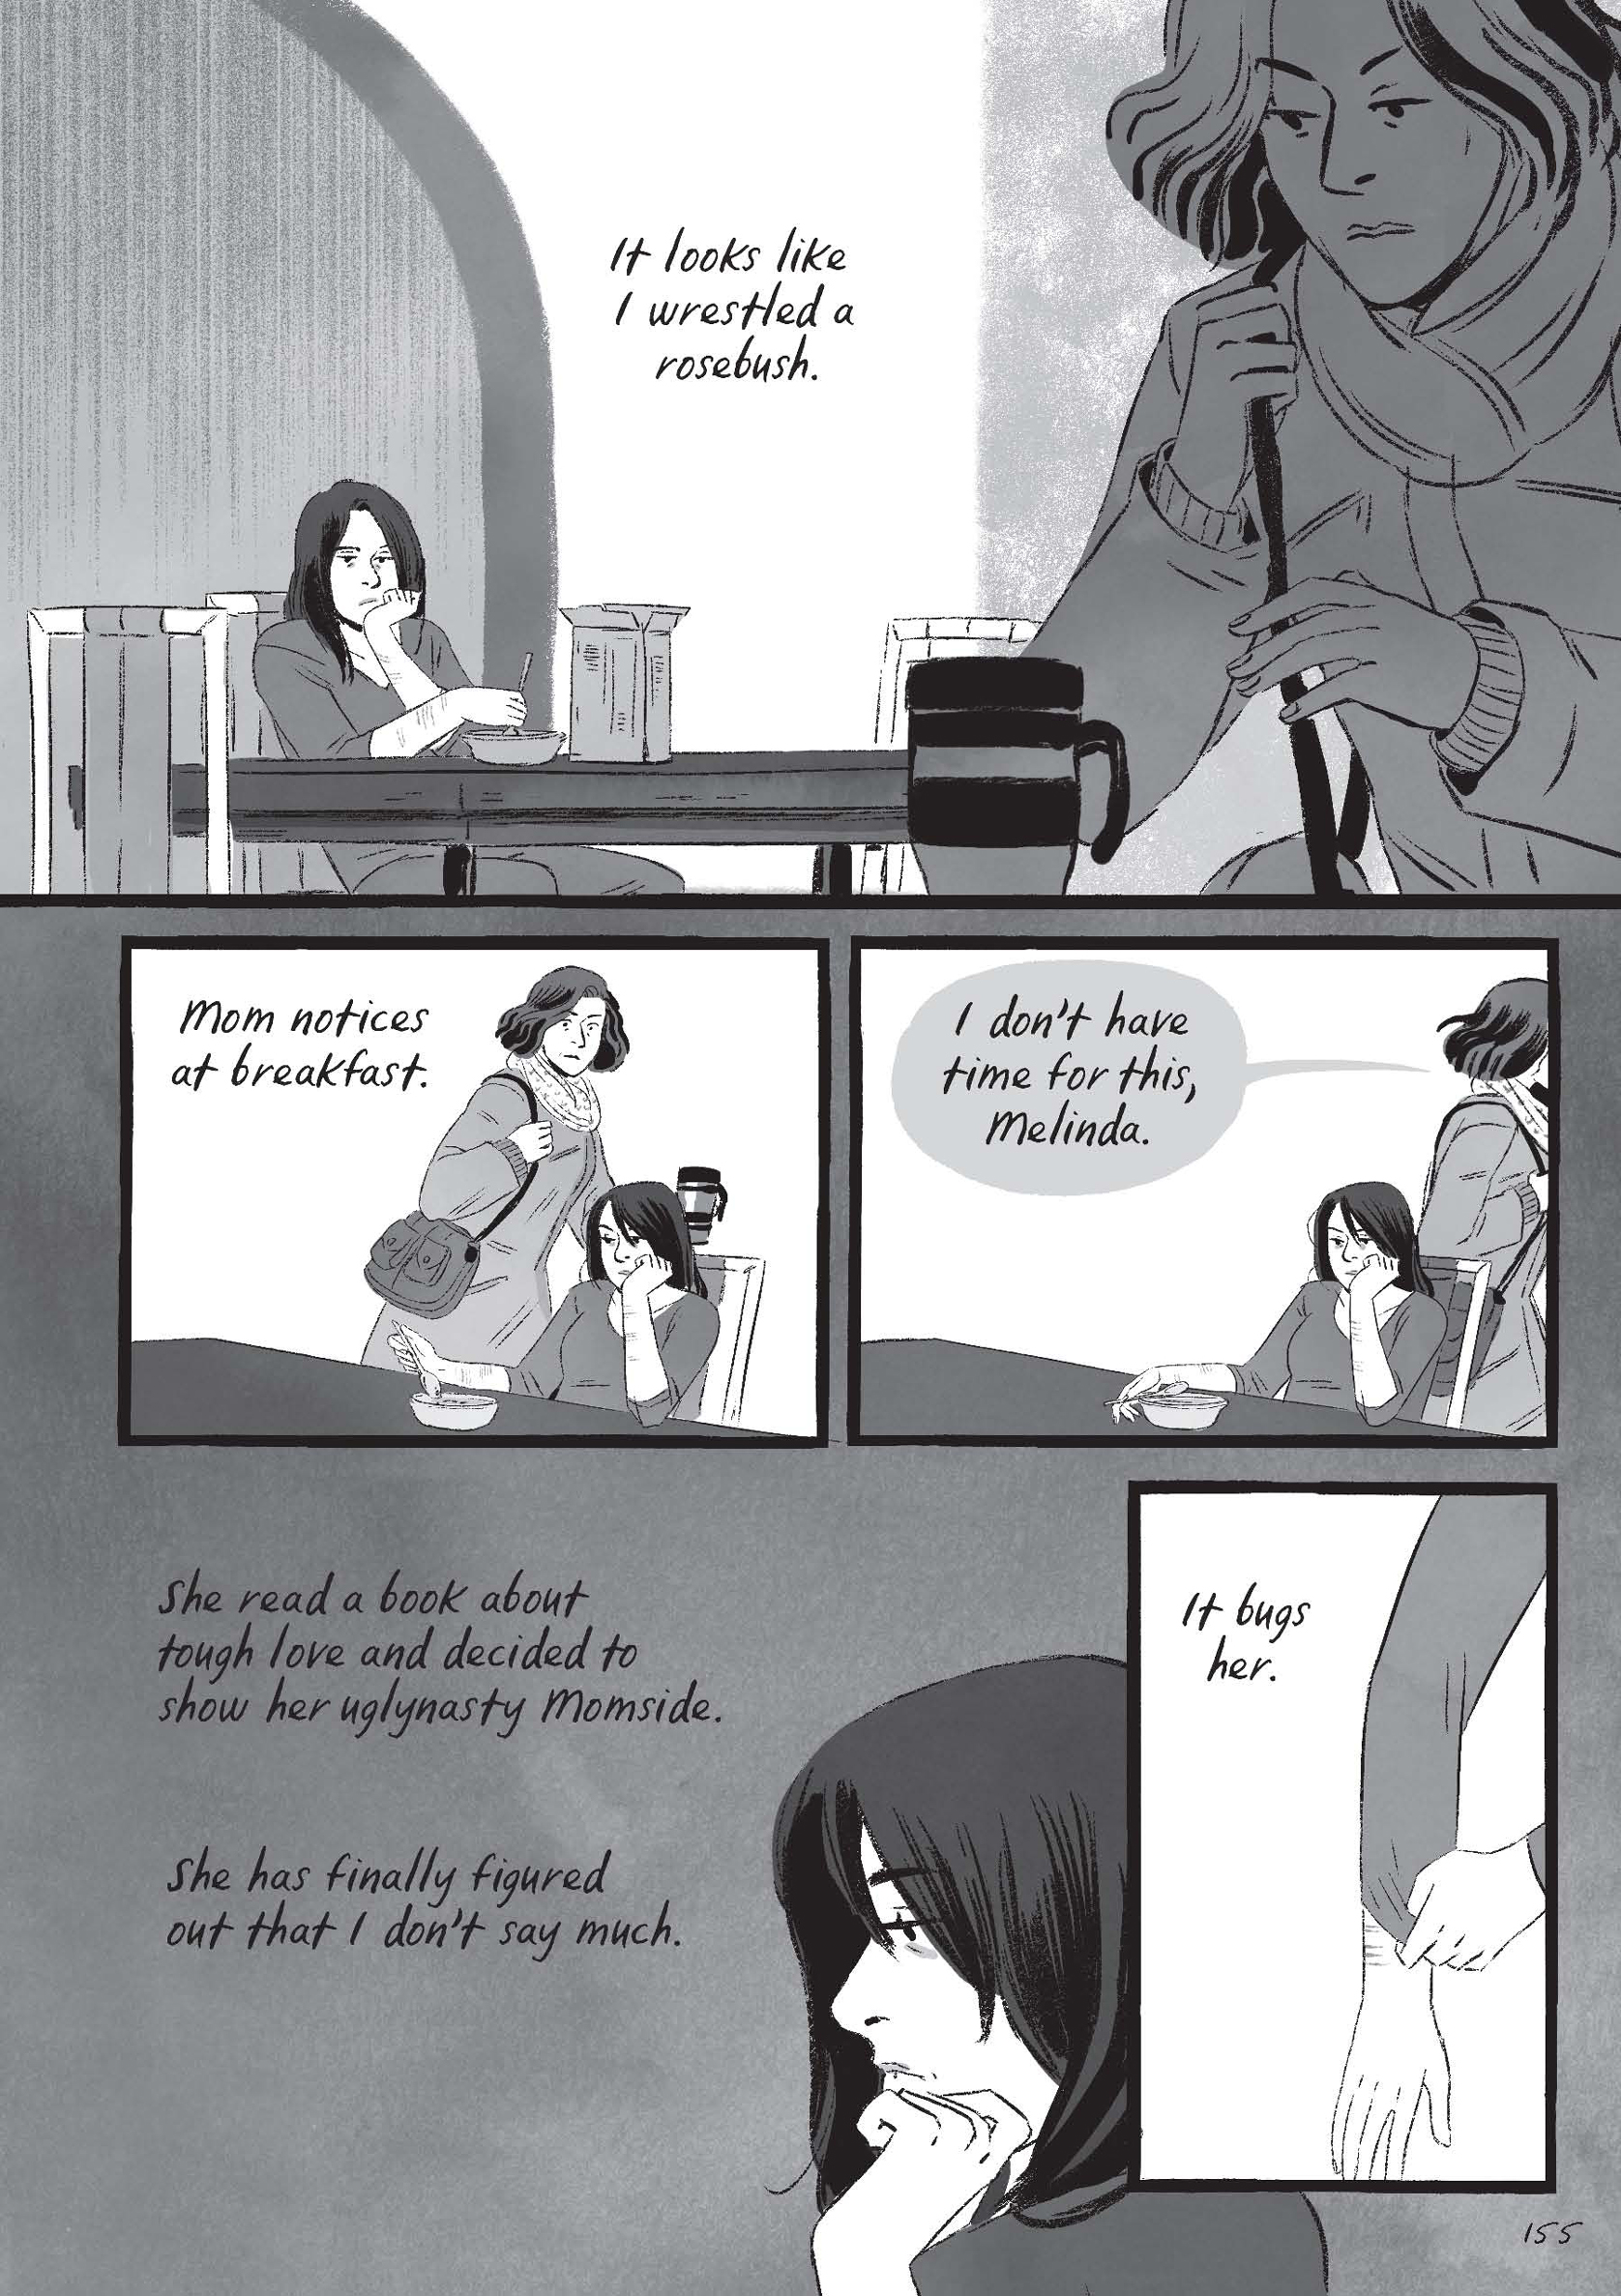 It looks like
I wrestled a
rosebush.
Mom notices
at breakfast.
I don't have
time for this,
Melinda.
She read a book about
tough love and decided to
show her uglynasty Momside.
She has finally figured
out that I don't say much.
It bugs
her.
155